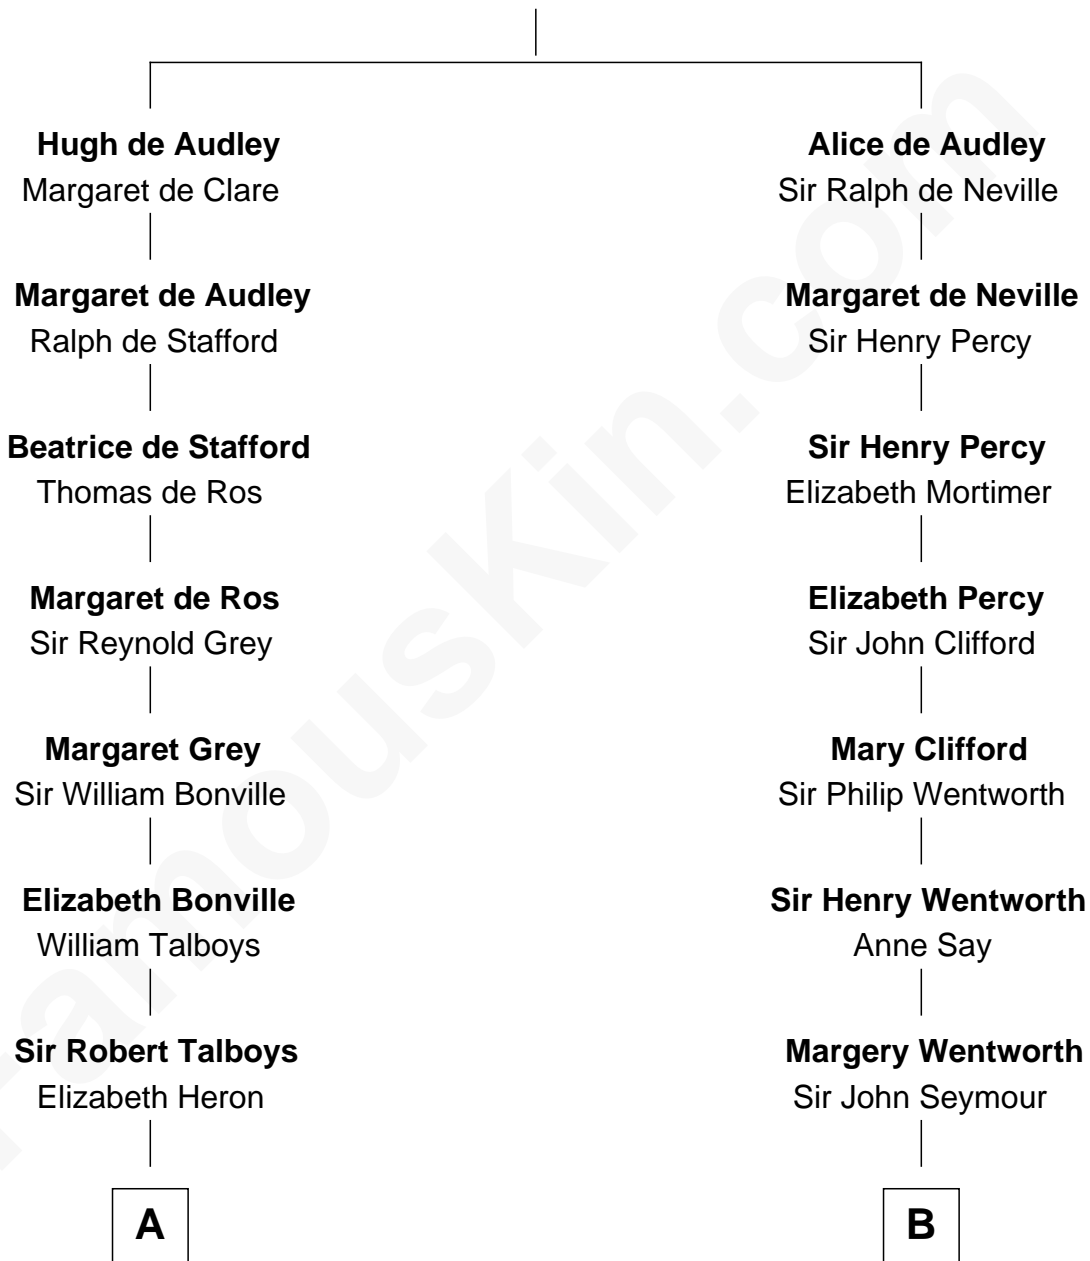 Hugh de Audley
Margaret de Clare
Margaret de Audley
Ralph de Stafford
Beatrice de Stafford
Thomas de Ros
Margaret de Ros
Sir Reynold Grey
Margaret Grey
Sir William Bonville
Elizabeth Bonville
William Talboys
Sir Robert Talboys
Elizabeth Heron
A
Alice de Audley
Sir Ralph de Neville
Margaret de Neville
Sir Henry Percy
Sir Henry Percy
Elizabeth Mortimer
Elizabeth Percy
Sir John Clifford
Mary Clifford
Sir Philip Wentworth
Sir Henry Wentworth
Anne Say
Margery Wentworth
Sir John Seymour
B
FamousKin.com